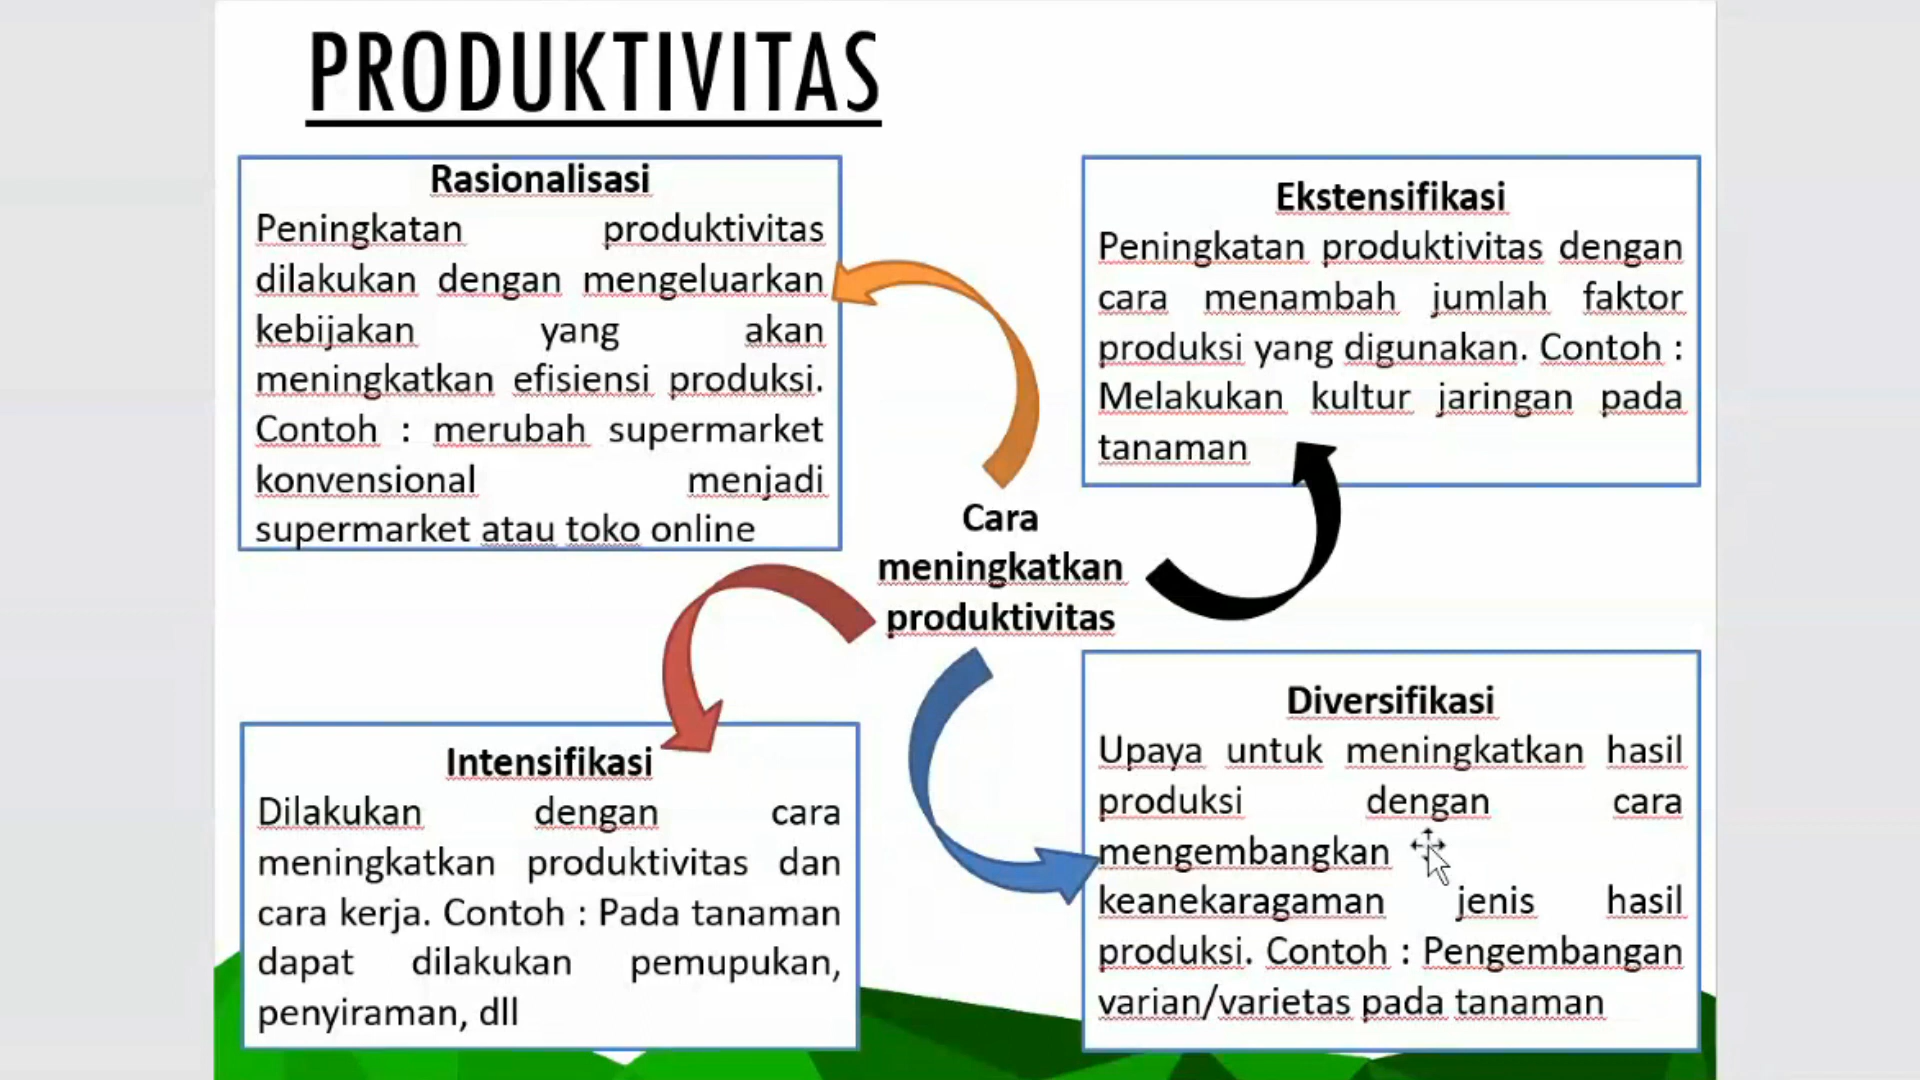 PRODUKTIVITAS
Rasionalisasi
Peningkatan produktivitas
dilakukan dengan mengeluarkan
kebijakan yang akan
meningkatkan efisiensi produksi.
Contoh : merubah supermarket
konvensional menjadi
supermarket atau toko online
Ekstensifikasi
Peningkatan produktivitas dengan
cara menambah jumlah faktor
produksi yang digunakan. Contoh :
Melakukan kultur jaringan pada
tanaman
Cara
meningkatkan
produktivitas
Intensifikasi
Dilakukan dengan cara
meningkatkan produktivitas dan
cara kerja. Contoh : Pada tanaman
dapat dilakukan pemupukan,
penyiraman, dll
Diversifikasi
Upaya untuk meningkatkan hasil
produksi dengan cara
mengembangkan
keanekaragaman jenis hasil
produksi. Contoh : Pengembangan
varian/varietas pada tanaman